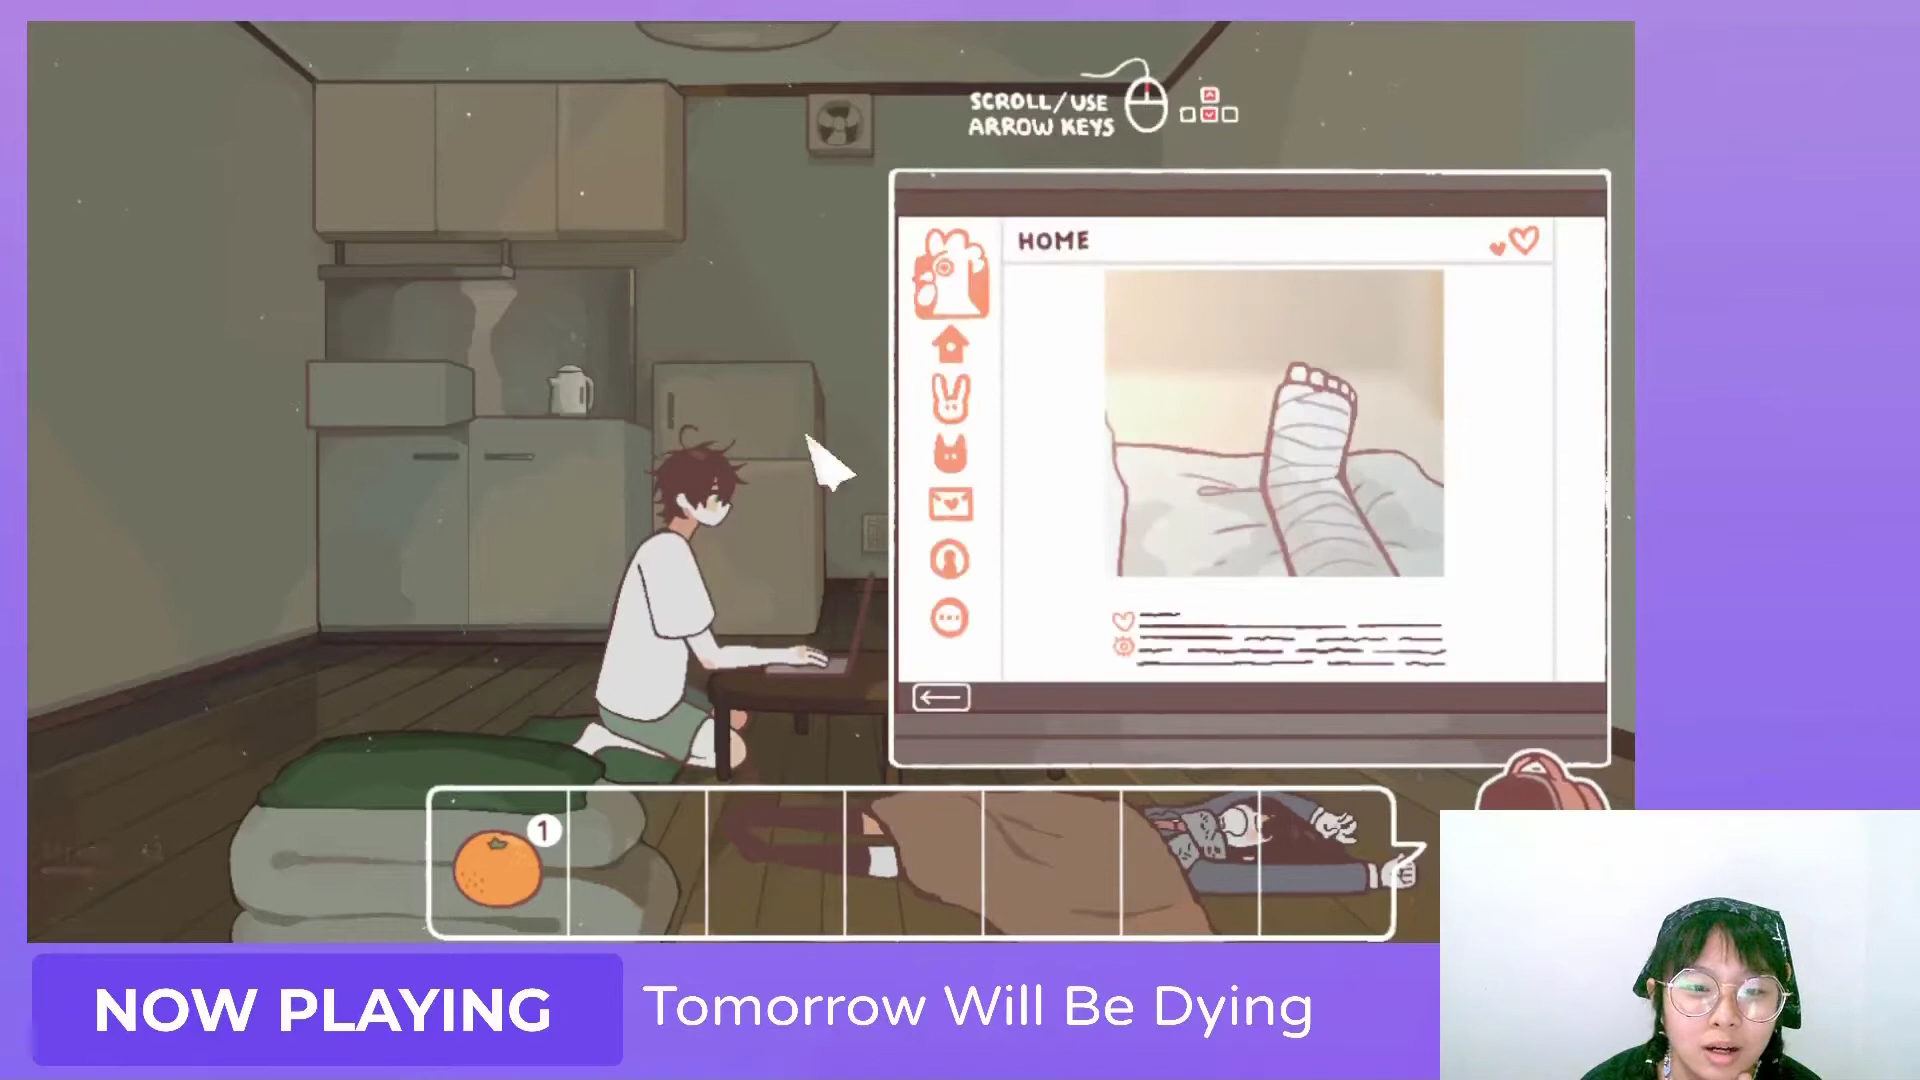 SCROLL/USE
ARROW KEYS
HOME
1
NOW PLAYING
Tomorrow Will Be Dying